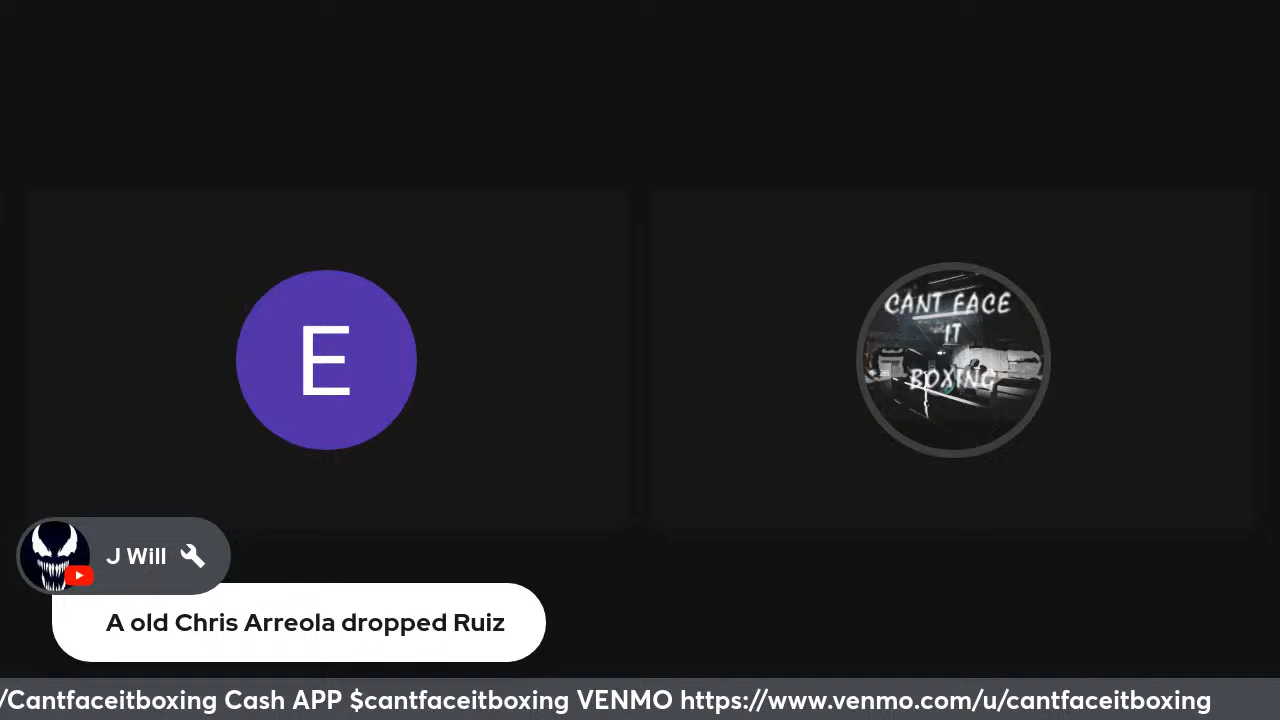 E
CANT FACE
IT
BOXING
J Will
A old Chris Arreola dropped Ruiz
/Cantfaceitboxing Cash APP $cantfaceitboxing VENMO https://www.venmo.com/u/cantfaceitboxing